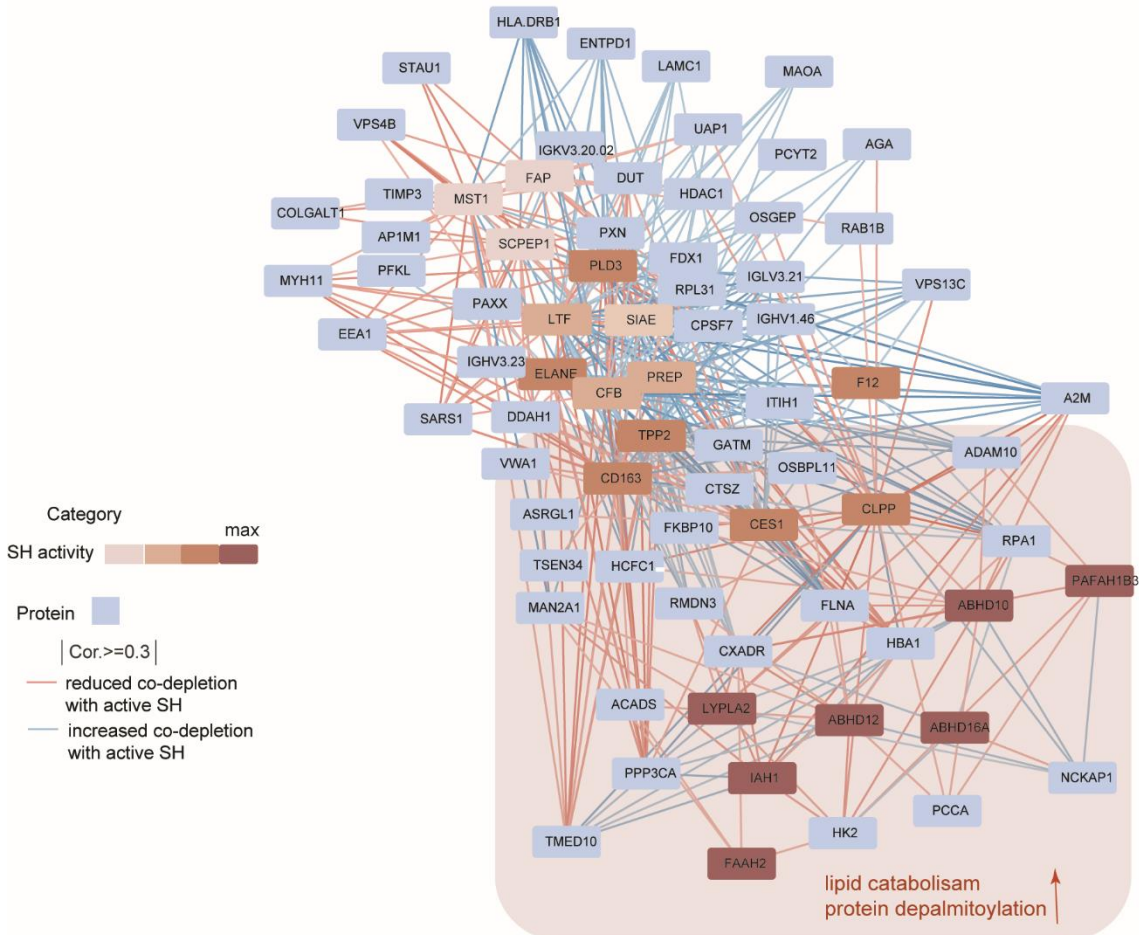 HLA.DRB1
ENTPD1
STAU1
LAMC1
MAOA
VPS4B
UAP1
AGA
IGKV3.20.02
PCYT2
FAP
DUT
TIMP3
MST1
HDAC1
COLGALT1
OSGEP
RAB1B
AP1M1
SCPEP1
PXN
PFKL
PLD3
FDX1
IGLV3.21
MYH11
RPL31
VPS13C
PAXX
LTF
SIAE
CPSF7
IGHV1.46
EEA1
IGHV3.23
ELANE
PREP
F12
CFB
A2M
SARS1
DDAH1
ITIH1
TPP2
GATM
ADAM10
VWA1
OSBPL11
CD163
CTSZ
CLPP
ASRGL1
FKBP10
CES1
RPA1
TSEN34
HCFC1
PAFAH1B3
MAN2A1
RMDN3
FLNA
ABHD10
HBA1
CXADR
ACADS
LYPLA2
ABHD12
ABHD16A
PPP3CA
IAH1
NCKAP1
PCCA
TMED10
HK2
FAAH2
Category
max
SH activity
Protein
|Cor.>=0.3|
reduced co-depletion
with active SH
increased co-depletion
with active SH
lipid catabolisam
protein depalmitoylation